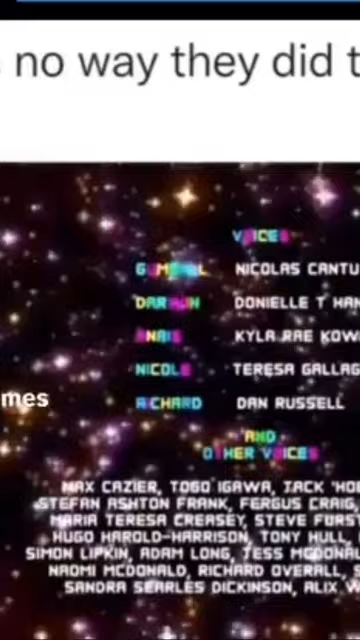 no way they did t
VOICES
GUMBALL NICOLAS CANTU
DARWIN DONIELLE T HAN
ANAIS KYLA RAE KOW
NICOLE TERESA GALLAG
mes
RICHARD DAN RUSSELL
AND
OTHER VOICES
MAX CAZIER, TOGO IGAWA, JACK 'HO
STEFAN ASHTON FRANK, FERGUS CRAIG,
MARIA TERESA CREASEY, STEVE FURST
HUGO HAROLD-HARRISON, TONY HULL,
SIMON LIPKIN, ADAM LONG, TESS MCDONAL
NAOMI MCDONALD, RICHARD OVERALL, S
SANDRA SEARLES DICKINSON, ALIX W